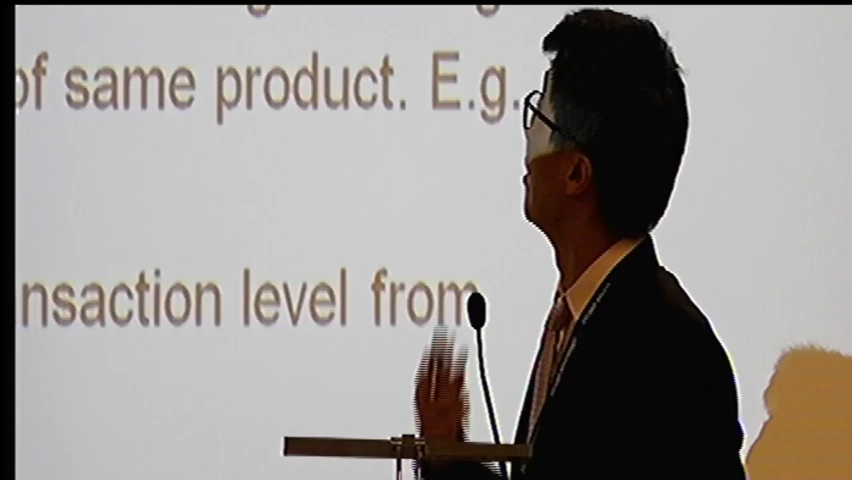 of same product. E.g.
nsaction level from